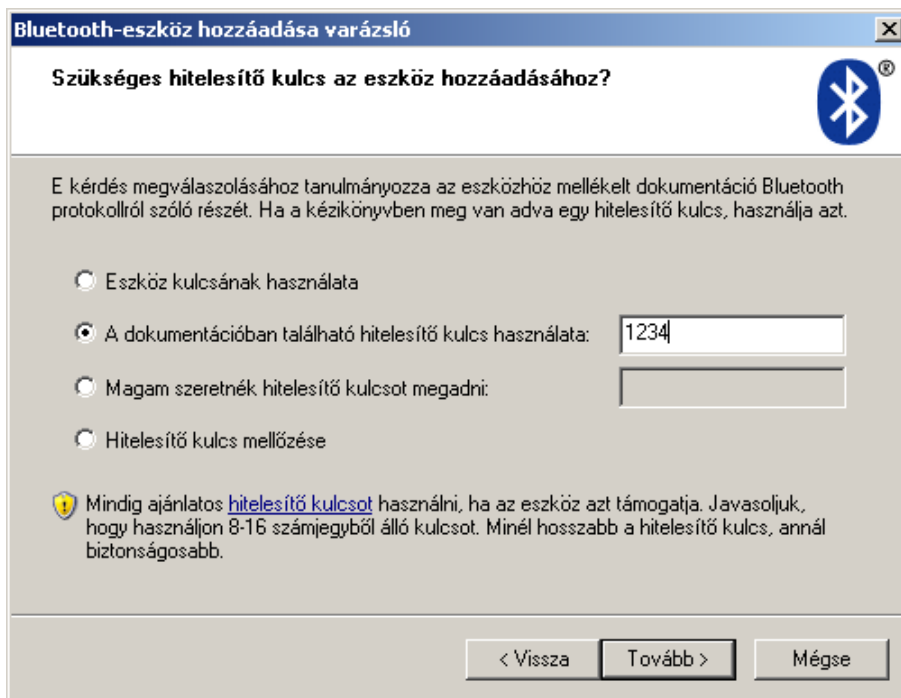 Bluetooth-eszköz hozzáadása varázsló
Szükséges hitelesítő kulcs az eszköz hozzáadásához?
®
E kérdés megválaszolásához tanulmányozza az eszközhöz mellékelt dokumentáció Bluetooth
protokollról szóló részét. Ha a kézikönyvben meg van adva egy hitelesítő kulcs, használja azt.
Eszköz kulcsának használata
A dokumentációban található hitelesítő kulcs használata: 1234
Magam szeretnék hitelesítő kulcsot megadni:
Hitelesítő kulcs mellőzése
Mindig ajánlatos hitelesítő kulcsot használni, ha az eszköz azt támogatja. Javasoljuk,
hogy használjon 8-16 számjegyből álló kulcsot. Minél hosszabb a hitelesítő kulcs, annál
biztonságosabb.
< Vissza Tovább > Mégse